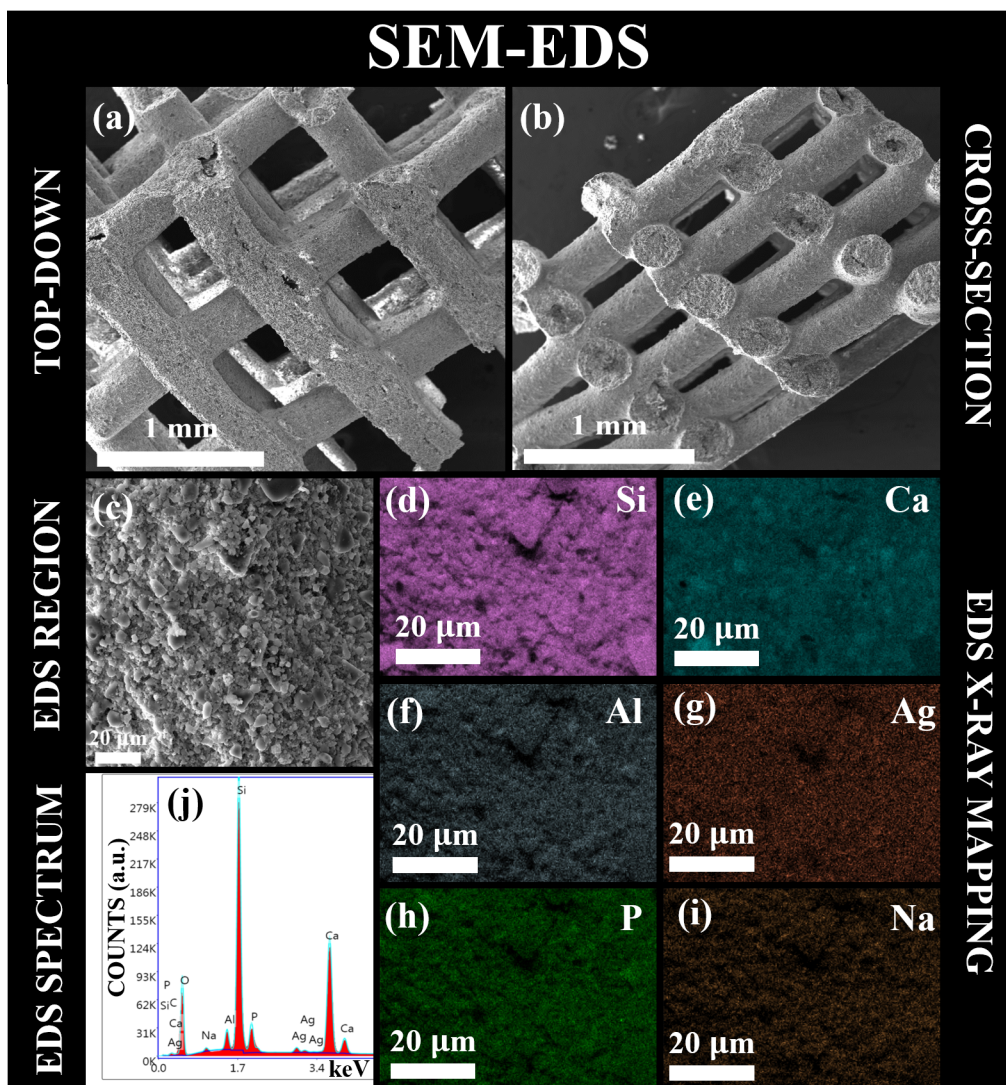 SEM-EDS
TOP-DOWN
(a)
1 mm
(b)
1 mm
CROSS-SECTION
EDS REGION
(c)
20 μm
(d)
Si
20 μm
(e)
Ca
20 μm
(f)
Al
20 μm
(g)
Ag
20 μm
(h)
P
20 μm
(i)
Na
20 μm
EDS X-RAY MAPPING
EDS SPECTRUM
(j)
COUNTS (a.u.)
279K
248K
217K
186K
155K
124K
93K
62K
31K
0K
P
Si C
Ca
Ag
O
Na
Al
Si
P
Ag
Ag
Ag
Ca
Ca
0.0
1.7
3.4
keV